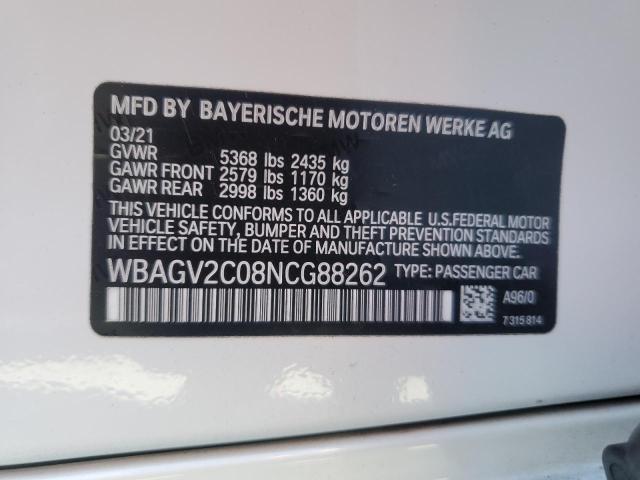 MFD BY BAYERISCHE MOTOREN WERKE AG
03/21
GVWR 5368 lbs 2435 kg
GAWR FRONT 2579 lbs 1170 kg
GAWR REAR 2998 lbs 1360 kg
THIS VEHICLE CONFORMS TO ALL APPLICABLE U.S.FEDERAL MOTOR
VEHICLE SAFETY, BUMPER AND THEFT PREVENTION STANDARDS
IN EFFECT ON THE DATE OF MANUFACTURE SHOWN ABOVE.
WBAGV2C08NCG88262 TYPE: PASSENGER CAR
A96/0
7315814